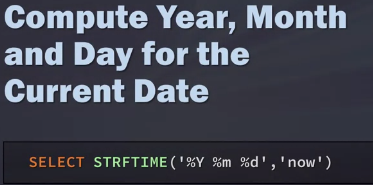 Compute Year, Month
and Day for the
Current Date
SELECT STRFTIME('%Y %m %d','now')